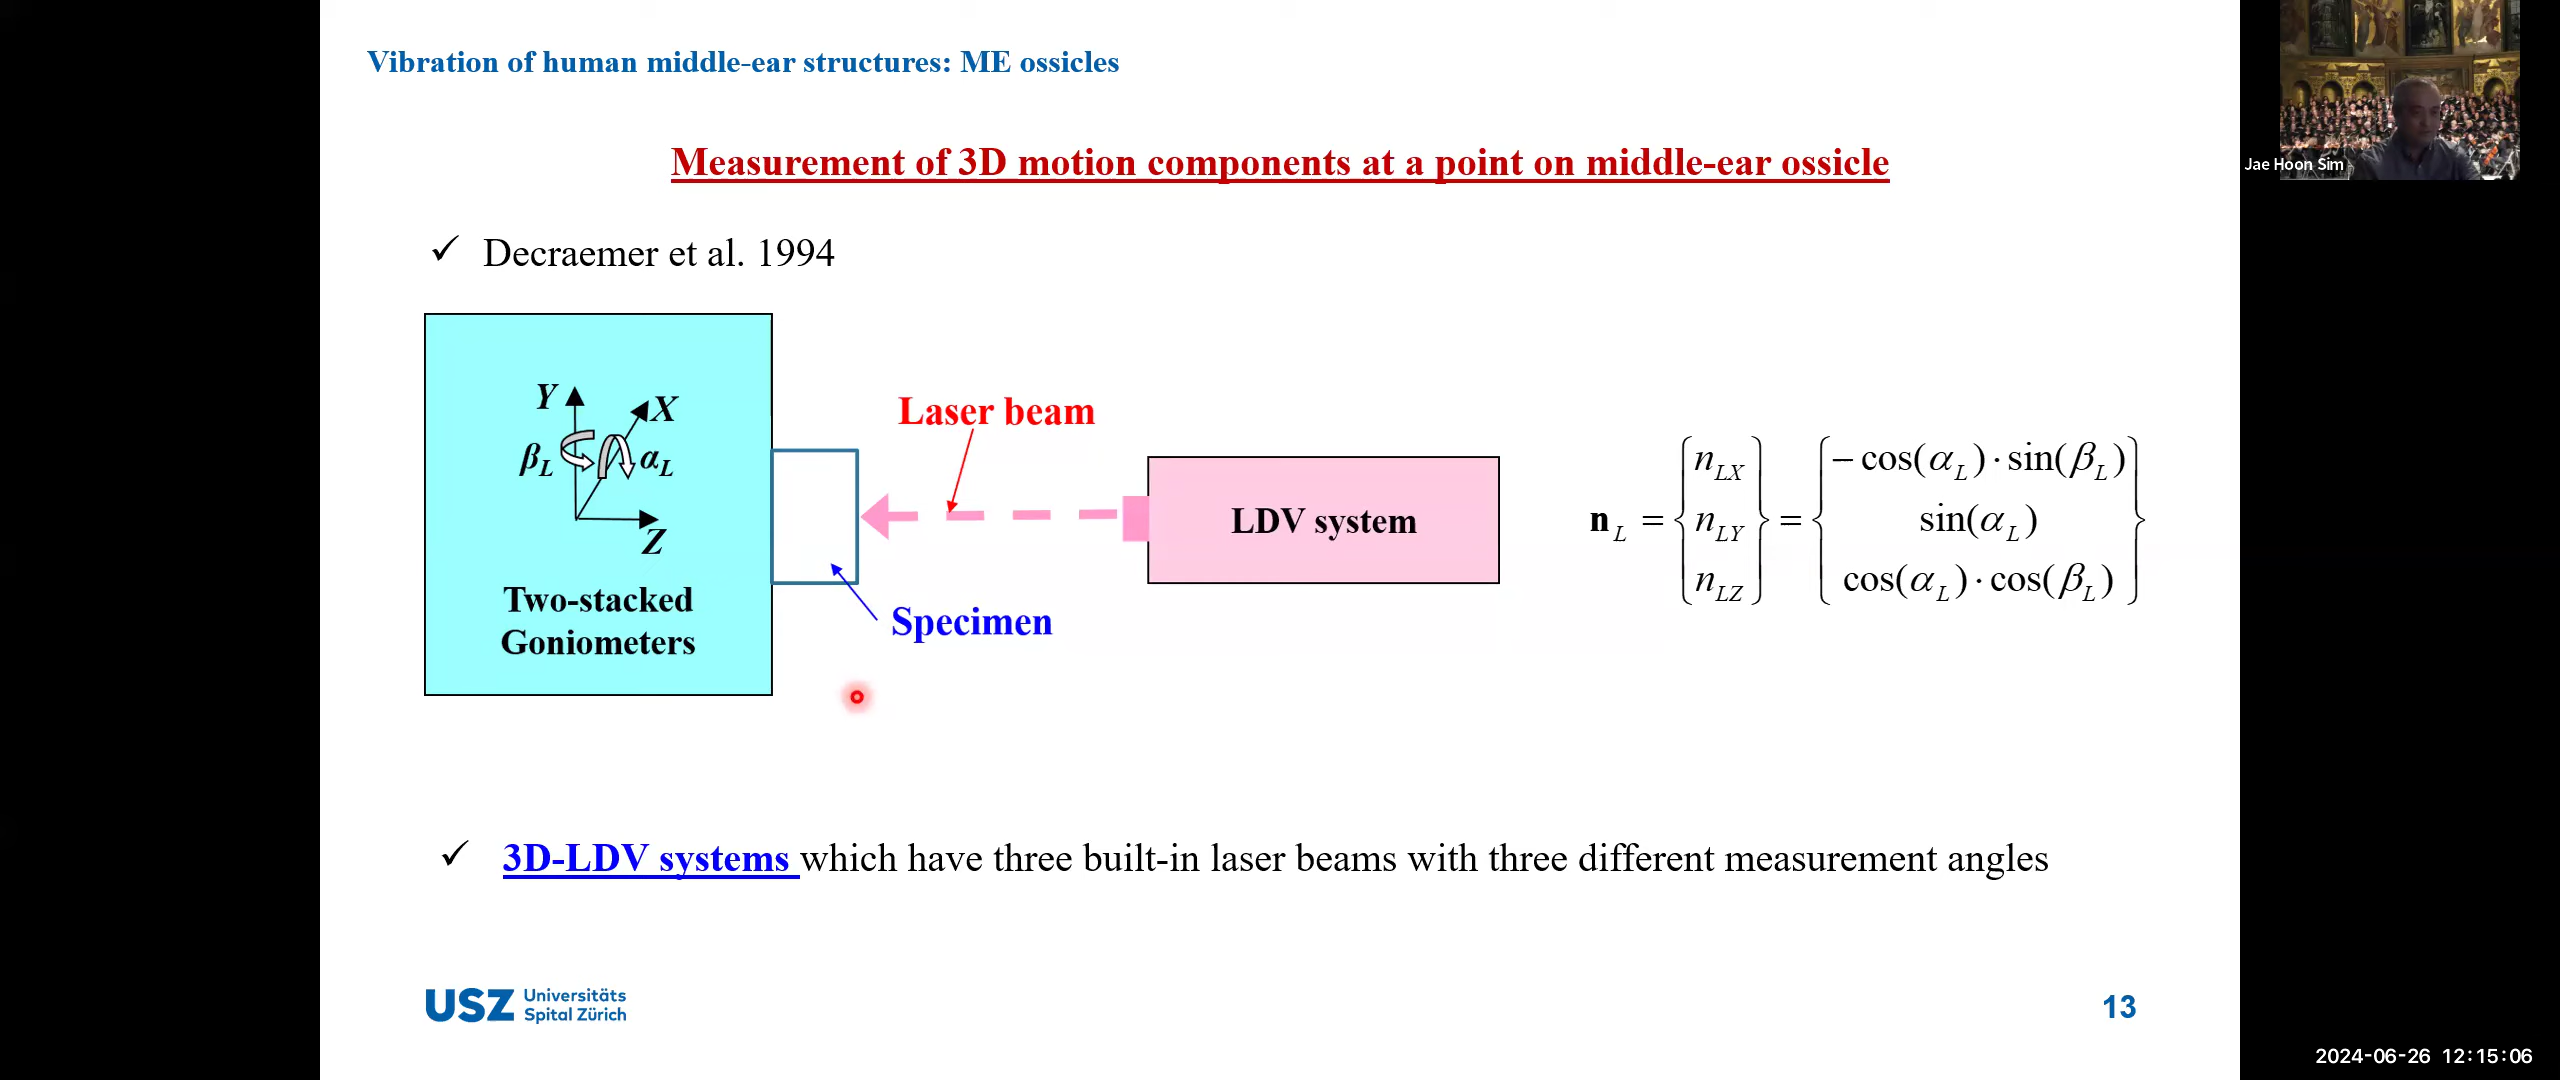 Vibration of human middle-ear structures: ME ossicles
Jae Hoon Sim
Measurement of 3D motion components at a point on middle-ear ossicle
✓ Decraemer et al. 1994
Y
X
β_L
α_L
Z
Two-stacked
Goniometers
Laser beam
Specimen
LDV system
n_L = {n_LX n_LY n_LZ} = {−cos(α_L)·sin(β_L) sin(α_L) cos(α_L)·cos(β_L)}
✓ 3D-LDV systems which have three built-in laser beams with three different measurement angles
USZ Universitäts
Spital Zürich
13
2024-06-26 12:15:06